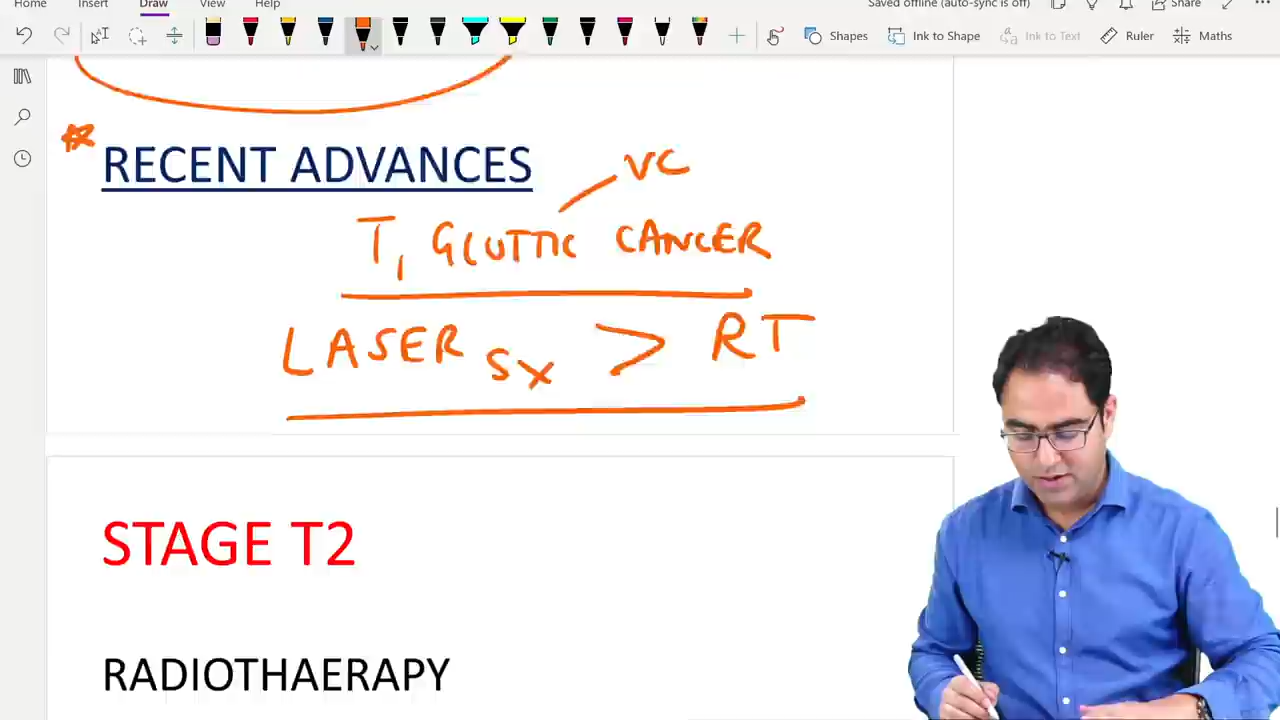 Home Insert Draw View Help Saved offline (auto-sync is off) Share
Shapes Ink to Shape Ink to Text Ruler Maths
RECENT ADVANCES
VC
T1 GLOTTIC CANCER
LASER SX > RT
STAGE T2
RADIOTHAERAPY